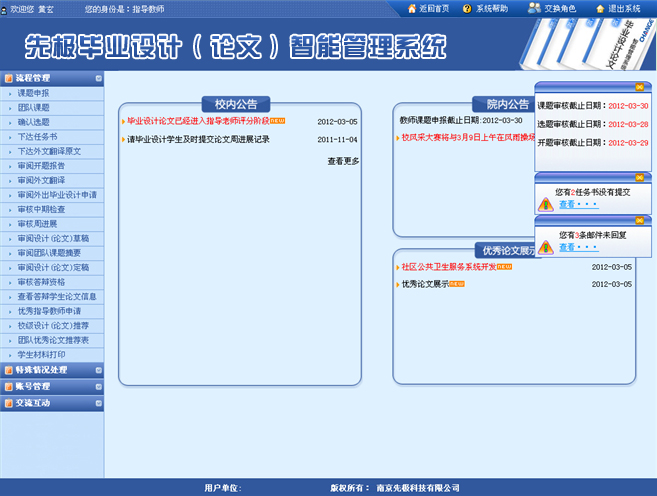 欢迎您 黄玄 您的身份是：指导教师
返回首页 系统帮助 交换角色 退出系统
先极毕业设计（论文）智能管理系统
毕业设计论文
流程管理
课题申报
团队课题
确认选题
下达任务书
下达外文翻译原文
审阅开题报告
审阅外文翻译
审阅外出毕业设计申请
审核中期检查
审核周进展
审阅设计(论文)草稿
审阅团队课题摘要
审阅设计(论文)定稿
审核答辩资格
查看答辩学生论文信息
优秀指导教师申请
校级设计(论文)推荐
团队优秀论文推荐表
学生材料打印
特殊情况处理
账号管理
交流互动
校内公告
毕业设计论文已经进入指导老师评分阶段NEW 2012-03-05
请毕业设计学生及时提交论文周进展记录 2011-11-04
查看更多
院内公告
教师课题申报截止日期:2012-03-30
校风采大赛将与3月9日上午在风雨操场
优秀论文展示
社区公共卫生服务系统开发NEW 2012-03-05
优秀论文展示NEW 2012-03-05
课题审核截止日期：2012-03-30
选题审核截止日期：2012-03-28
开题审核截止日期：2012-03-29
您有2任务书没有提交
查看・・・
您有3条邮件未回复
查看・・・
用户单位: 版权所有： 南京先极科技有限公司